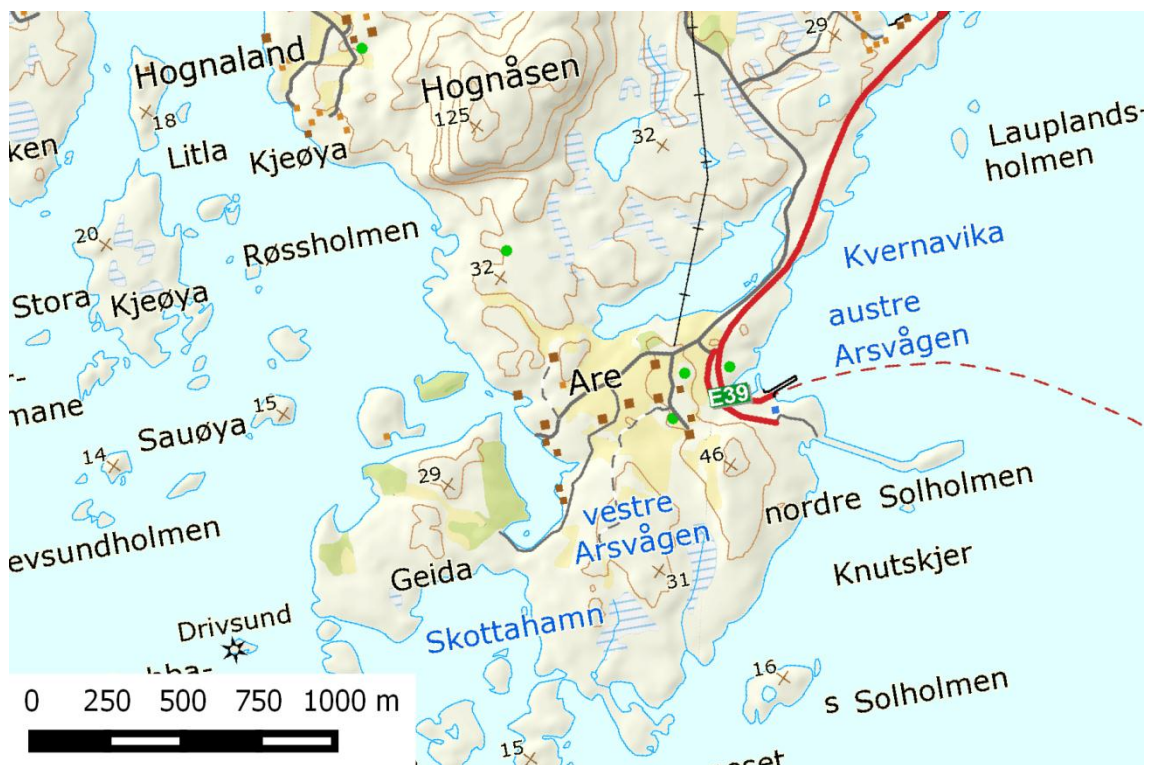 29
Hognaland
Hognåsen
125
18
32
ken
Litla
Kjeøya
Lauplands-
holmen
20
Røssholmen
32
Kvernavika
Stora
Kjeøya
austre
Arsvågen
mane
Are
E39
15
Sauøya
14
29
46
vestre
Arsvågen
nordre Solholmen
evsundholmen
Geida
31
Knutskjer
Skottahamn
Drivsund
16
s Solholmen
0 250 500 750 1000 m
15